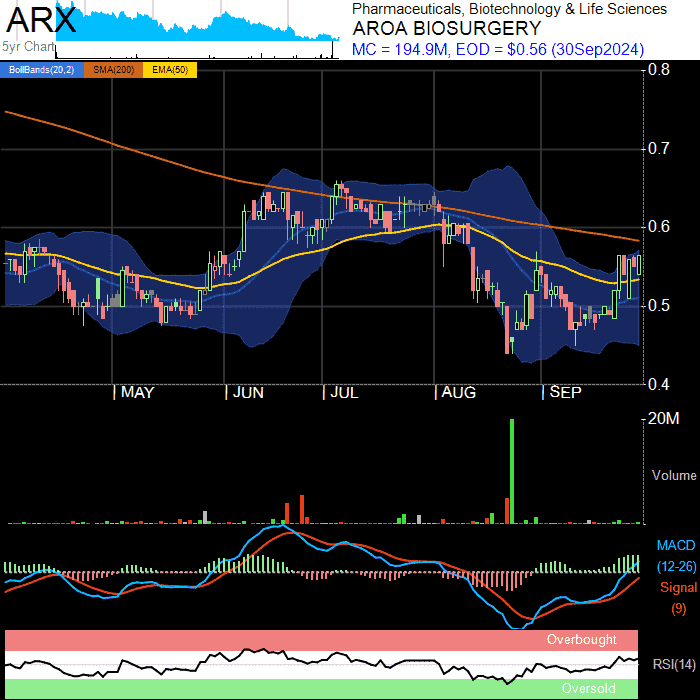 ARX
5yr Chart
Pharmaceuticals, Biotechnology & Life Sciences
AROA BIOSURGERY
MC = 194.9M, EOD = $0.56 (30Sep2024)
BollBands(20,2) SMA(200) EMA(50)
0.8
0.7
0.6
0.5
0.4
| MAY | JUN | JUL | AUG | SEP
20M
Volume
MACD
(12-26)
Signal
(9)
Overbought
RSI(14)
Oversold